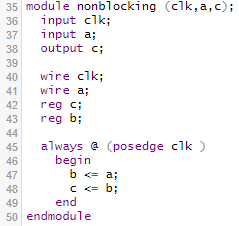 35 module nonblocking (clk,a,c);
36   input clk;
37   input a;
38   output c;
39
40   wire clk;
41   wire a;
42   reg c;
43   reg b;
44
45   always @ (posedge clk )
46     begin
47       b <= a;
48       c <= b;
49     end
50 endmodule